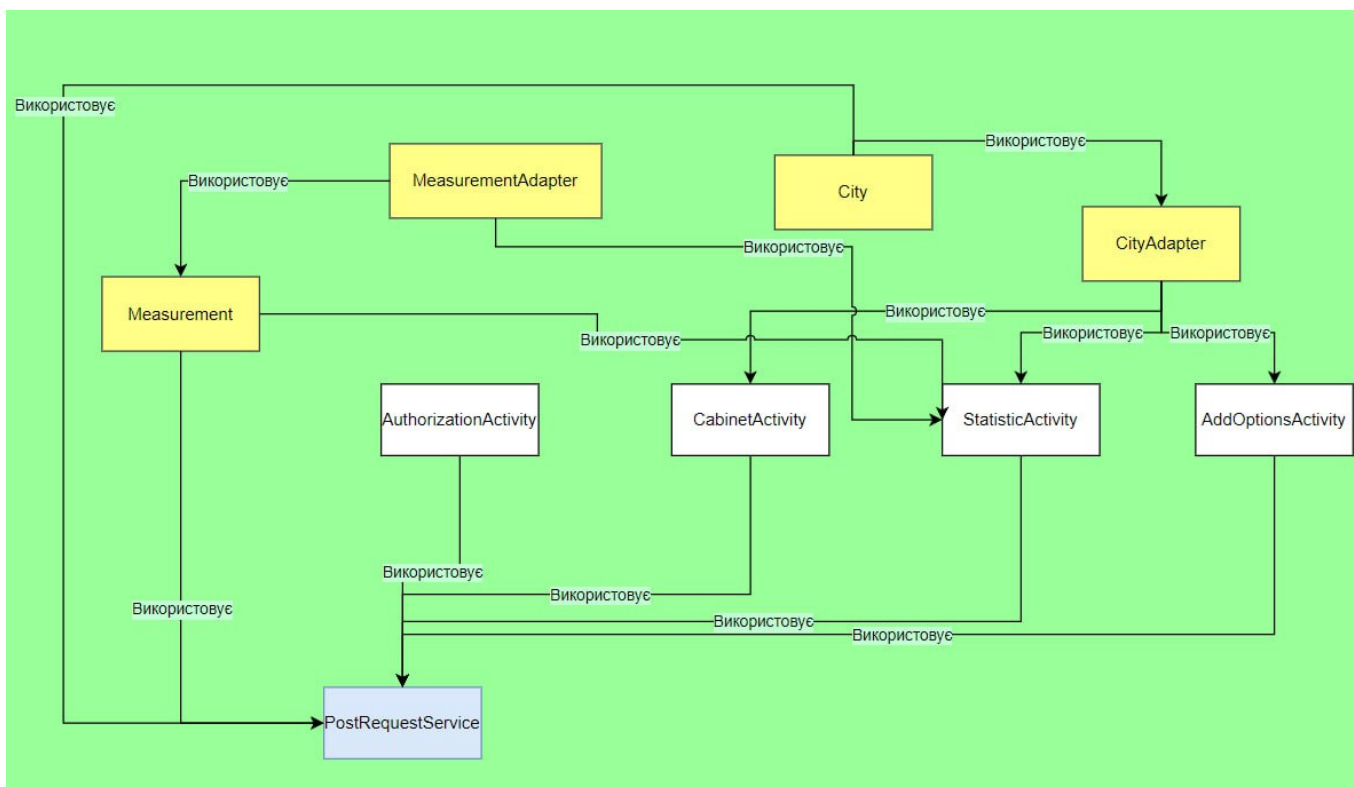 Використовує
Використовує
MeasurementAdapter
Використовує
City
CityAdapter
Використовує
Measurement
Використовує
Використовує
Використовує
Використовує
AuthorizationActivity
CabinetActivity
StatisticActivity
AddOptionsActivity
Використовує
Використовує
Використовує
Використовує
Використовує
PostRequestService